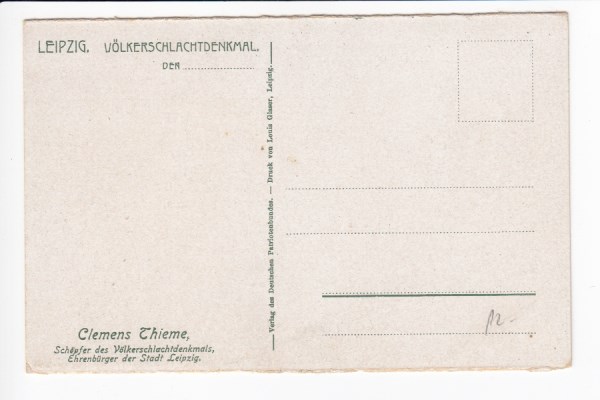 LEIPZIG. VÖLKERSCHLACHTDENKMAL.
DER
Verlag des Deutschen Patriotenbundes. — Druck von Louis Glaser, Leipzig.
Clemens Thieme,
Schöpfer des Völkerschlachtdenkmals,
Ehrenbürger der Stadt Leipzig.